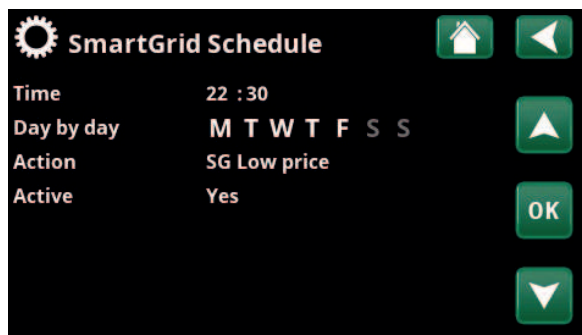 SmartGrid Schedule
Time 22 : 30
Day by day M T W T F S S
Action SG Low price
Active Yes
OK